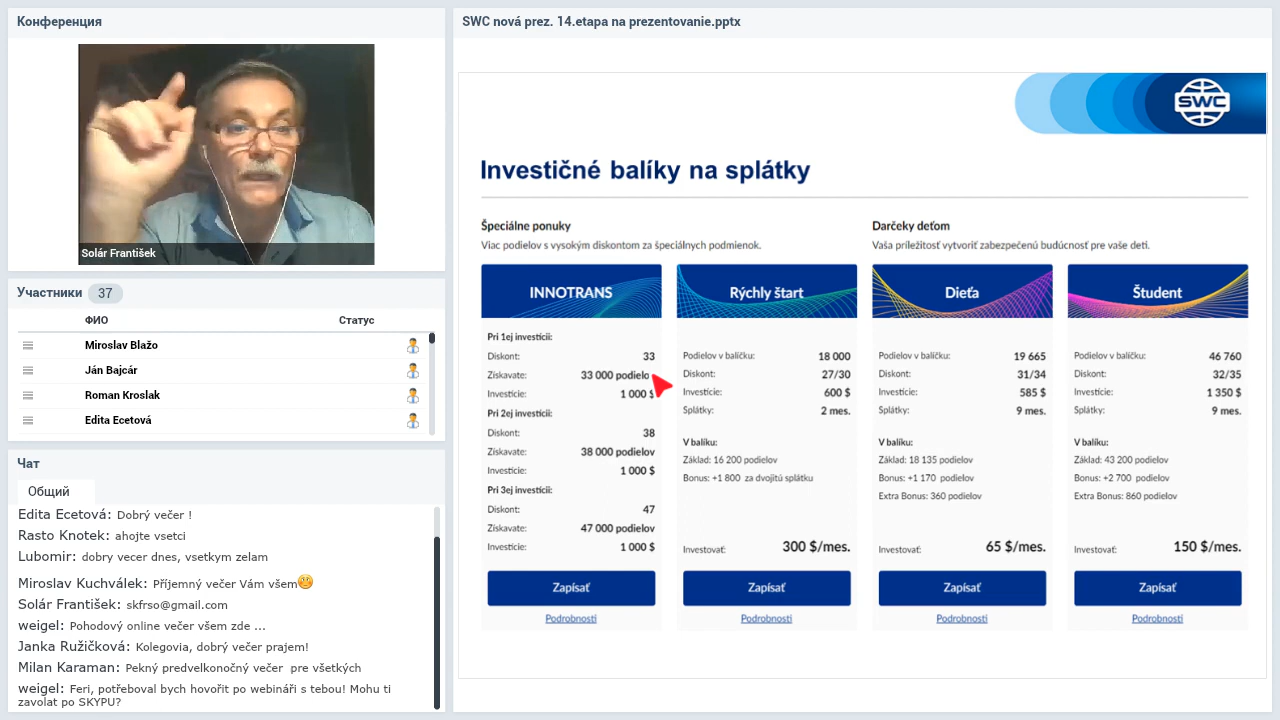 Конференция
Solár František
Участники 37
ФИО Статус
Miroslav Blažo
Ján Bajcár
Roman Kroslak
Edita Ecetová
Чат
Общий
Edita Ecetová: Dobrý večer !
Rasto Knotek: ahojte vsetci
Lubomir: dobry vecer dnes, vsetkym zelam
Miroslav Kuchválek: Příjemný večer Vám všem
Solár František: skfrso@gmail.com
weigel: Pohodový online večer všem zde ...
Janka Ružičková: Kolegovia, dobrý večer prajem!
Milan Karaman: Pekný predvelkonočný večer pre všetkých
weigel: Feri, potřeboval bych hovořit po webináři s tebou! Mohu ti
zavolat po SKYPU?
SWC nová prez. 14.etapa na prezentovanie.pptx
SWC
Investičné balíky na splátky
Špeciálne ponuky
Viac podielov s vysokým diskontom za špeciálnych podmienok.
INNOTRANS
Pri 1ej investícii:
Diskont: 33
Získavate: 33 000 podielo
Investície: 1 000 $
Pri 2ej investícii:
Diskont: 38
Získavate: 38 000 podielov
Investície: 1 000 $
Pri 3ej investícii:
Diskont: 47
Získavate: 47 000 podielov
Investície: 1 000 $
Zapísať
Podrobnosti
Rýchly štart
Podielov v balíčku: 18 000
Diskont: 27/30
Investície: 600 $
Splátky: 2 mes.
V balíku:
Základ: 16 200 podielov
Bonus: +1 800 za dvojitú splátku
Investovať: 300 $/mes.
Zapísať
Podrobnosti
Darčeky deťom
Vaša príležitosť vytvoriť zabezpečenú budúcnosť pre vaše deti.
Dieťa
Podielov v balíčku: 19 665
Diskont: 31/34
Investície: 585 $
Splátky: 9 mes.
V balíku:
Základ: 18 135 podielov
Bonus: +1 170 podielov
Extra Bonus: 360 podielov
Investovať: 65 $/mes.
Zapísať
Podrobnosti
Študent
Podielov v balíčku: 46 760
Diskont: 32/35
Investície: 1 350 $
Splátky: 9 mes.
V balíku:
Základ: 43 200 podielov
Bonus: +2 700 podielov
Extra Bonus: 860 podielov
Investovať: 150 $/mes.
Zapísať
Podrobnosti